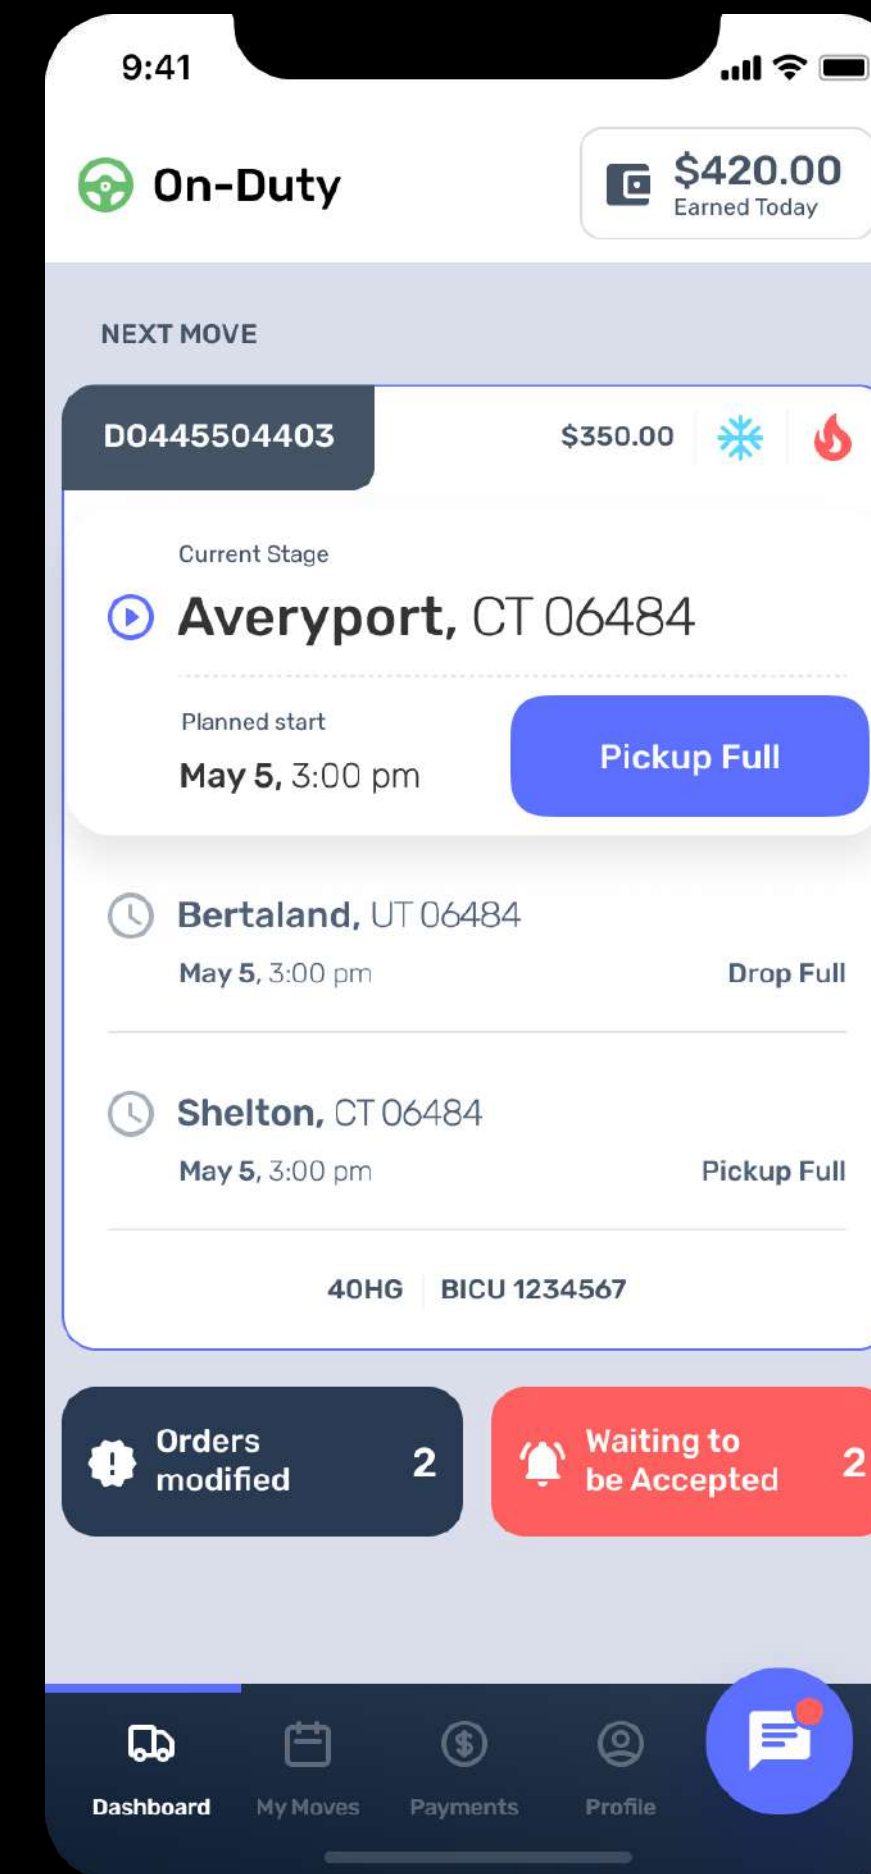 9:41
On-Duty
$420.00
Earned Today
NEXT MOVE
DO445504403
$350.00
Current Stage
Averyport, CT 06484
Planned start
May 5, 3:00 pm
Pickup Full
Bertaland, UT 06484
May 5, 3:00 pm
Drop Full
Shelton, CT 06484
May 5, 3:00 pm
Pickup Full
40HG BICU 1234567
Orders
modified
2
Waiting to
be Accepted
2
Dashboard
My Moves
Payments
Profile